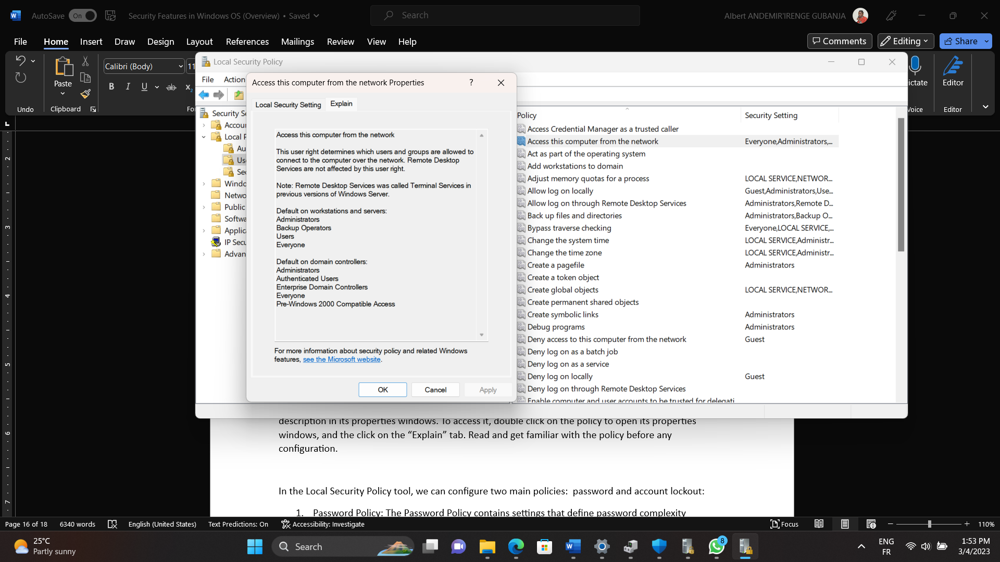 AutoSave On Security Features in Windows OS (Overview) • Saved Search Albert ANDEMIR'IRENGE GUBANJA
File Home Insert Draw Design Layout References Mailings Review View Help Comments Editing Share
Calibri (Body) 11
Paste
Editor
Undo Clipboard Editor
Local Security Policy
File Action
Access this computer from the network Properties ?
Local Security Setting Explain
Access this computer from the network
This user right determines which users and groups are allowed to
connect to the computer over the network. Remote Desktop
Services are not affected by this user right.
Note: Remote Desktop Services was called Terminal Services in
previous versions of Windows Server.
Default on workstations and servers:
Administrators
Backup Operators
Users
Everyone
Default on domain controllers:
Administrators
Authenticated Users
Enterprise Domain Controllers
Everyone
Pre-Windows 2000 Compatible Access
For more information about security policy and related Windows
features, see the Microsoft website.
OK Cancel Apply
Security Se
Accou
Local P
Au
Us
Sec
Windo
Netwo
Public
Softwa
Applica
IP Secu
Advan
Policy Security Setting
Access Credential Manager as a trusted caller
Access this computer from the network Everyone,Administrators,...
Act as part of the operating system
Add workstations to domain
Adjust memory quotas for a process LOCAL SERVICE,NETWOR...
Allow log on locally Guest,Administrators,Use...
Allow log on through Remote Desktop Services Administrators,Remote D...
Back up files and directories Administrators,Backup O...
Bypass traverse checking Everyone,LOCAL SERVICE,...
Change the system time LOCAL SERVICE,Administr...
Change the time zone LOCAL SERVICE,Administr...
Create a pagefile Administrators
Create a token object
Create global objects LOCAL SERVICE,NETWOR...
Create permanent shared objects
Create symbolic links Administrators
Debug programs Administrators
Deny access to this computer from the network Guest
Deny log on as a batch job
Deny log on as a service
Deny log on locally Guest
Deny log on through Remote Desktop Services
Enable computer and user accounts to be trusted for delegati
description in its properties windows. To access it, double click on the policy to open its properties
windows, and the click on the “Explain” tab. Read and get familiar with the policy before any
configuration.
In the Local Security Policy tool, we can configure two main policies: password and account lockout:
1. Password Policy: The Password Policy contains settings that define password complexity
2
3
4
5
6
7
Page 16 of 18 6340 words English (United States) Text Predictions: On Accessibility: Investigate Focus 110%
25°C
Partly sunny
Search
8
ENG
FR
1:53 PM
3/4/2023